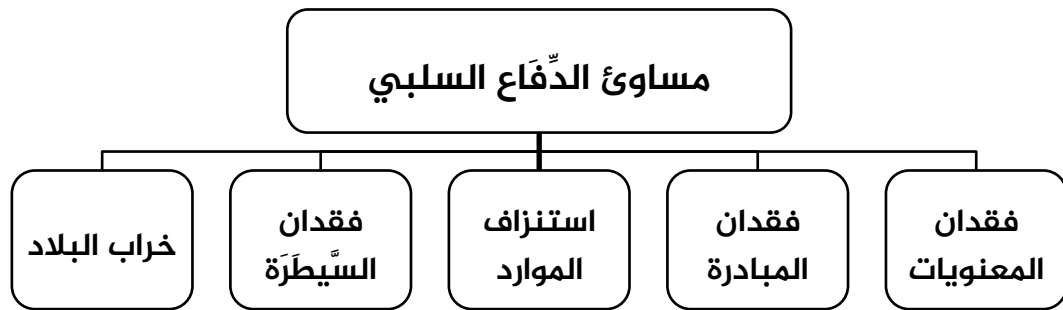 مساوئ الدِّفَاع السلبي
فقدان
المعنويات
فقدان
المبادرة
استنزاف
الموارد
فقدان
السَّيطَرَة
خراب البلاد